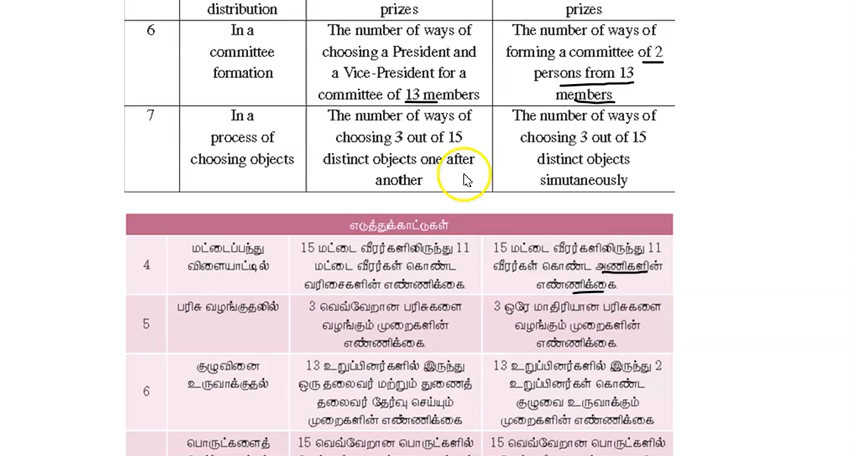 distribution prizes prizes
6 In a The number of ways of The number of ways of
committee choosing a President and forming a committee of 2
formation a Vice-President for a persons from 13
committee of 13 members members
7 In a The number of ways of The number of ways of
process of choosing 3 out of 15 choosing 3 out of 15
choosing objects distinct objects one after distinct objects
another simutaneously
எடுத்துக்காட்டுகள்
4 மட்டைப்பந்து விளையாட்டில் 15 மட்டை வீரர்களிலிருந்து 11 15 மட்டை வீரர்களிலிருந்து 11
மட்டை வீரர்கள் கொண்ட வீரர்கள் கொண்ட அணிகளின்
வரிசைகளின் எண்ணிக்கை. எண்ணிக்கை.
5 பரிசு வழங்குதலில் 3 வெவ்வேறான பரிசுகளை 3 ஒரே மாதிரியான பரிசுகளை
வழங்கும் முறைகளின் வழங்கும் முறைகளின்
எண்ணிக்கை. எண்ணிக்கை.
6 குழுவினை உருவாக்குதல் 13 உறுப்பினர்களில் இருந்து 13 உறுப்பினர்களில் இருந்து 2
ஒரு தலைவர் மற்றும் துணைத் உறுப்பினர்கள் கொண்ட
தலைவர் தேர்வு செய்யும் குழுவை உருவாக்கும்
முறைகளின் எண்ணிக்கை முறைகளின் எண்ணிக்கை
பொருட்களைத் 15 வெவ்வேறான பொருட்களில் 15 வெவ்வேறான பொருட்களில்